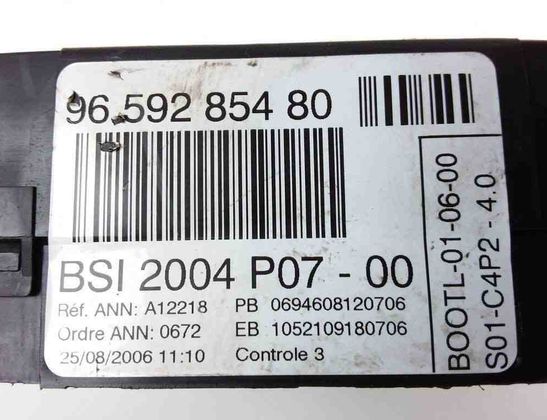 96 592 854 80
BSI 2004 P07 - 00
Réf. ANN: A12218 PB 0694608120706
Ordre ANN: 0672 EB 1052109180706
25/08/2006 11:10 Controle 3
BOOTL-01-06-00
S01-C4P2 - 4.0